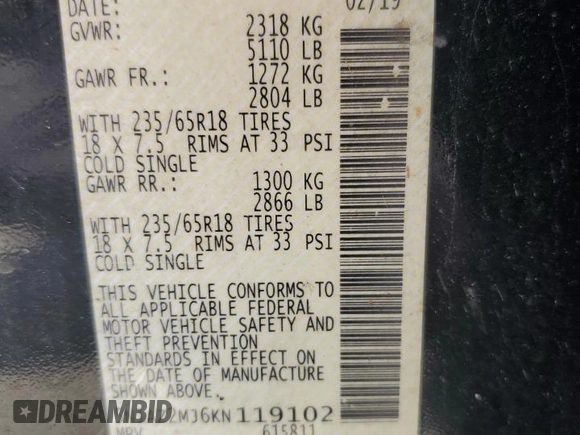 DATE: 02/19
GVWR: 2318 KG
5110 LB
GAWR FR.: 1272 KG
2804 LB
WITH 235/65R18 TIRES
18 X 7.5 RIMS AT 33 PSI
COLD SINGLE
GAWR RR.: 1300 KG
2866 LB
WITH 235/65R18 TIRES
18 X 7.5 RIMS AT 33 PSI
COLD SINGLE
THIS VEHICLE CONFORMS TO
ALL APPLICABLE FEDERAL
MOTOR VEHICLE SAFETY AND
THEFT PREVENTION
STANDARDS IN EFFECT ON
THE DATE OF MANUFACTURE
SHOWN ABOVE.
2MJ6KN119102
MPV 615811
DREAMBID